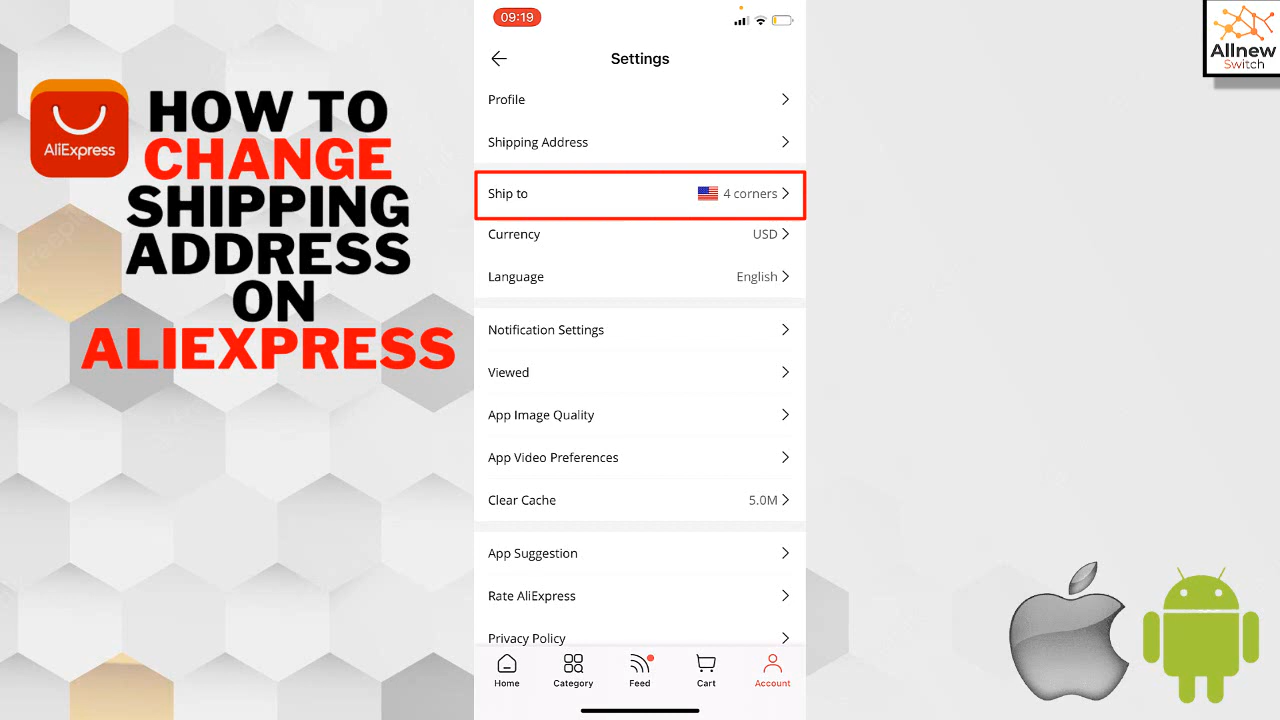 HOW TO
CHANGE
SHIPPING
ADDRESS
ON
ALIEXPRESS
AliExpress
09:19
Settings
Profile
Shipping Address
Ship to 4 corners
Currency USD
Language English
Notification Settings
Viewed
App Image Quality
App Video Preferences
Clear Cache 5.0M
App Suggestion
Rate AliExpress
Privacy Policy
Home Category Feed Cart Account
Allnew
Switch